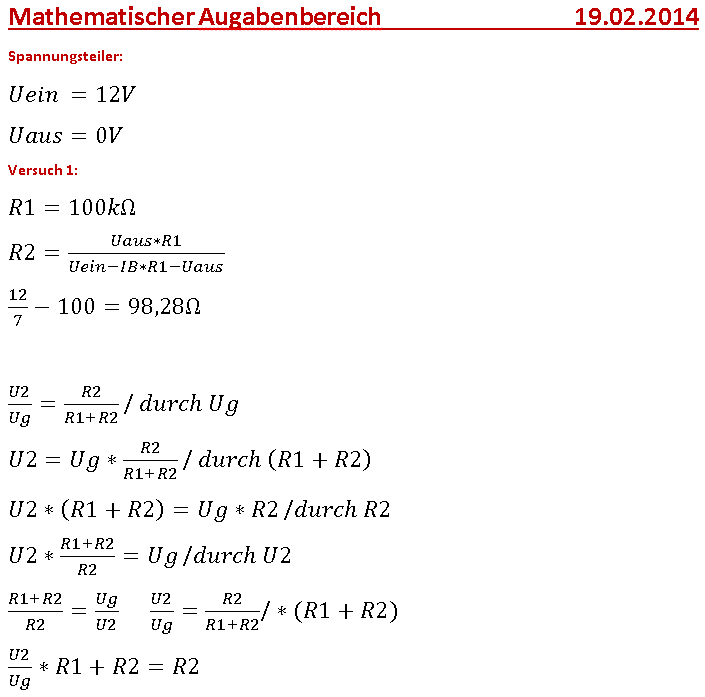 Mathematischer Augabenbereich 19.02.2014
Spannungsteiler:
Uein = 12V
Uaus = 0V
Versuch 1:
R1 = 100kΩ
R2 = \frac{Uaus*R1}{Uein-IB*R1-Uaus}
\frac{12}{7} - 100 = 98,28Ω
\frac{U2}{Ug} = \frac{R2}{R1+R2} / durch Ug
U2 = Ug * \frac{R2}{R1+R2} / durch (R1 + R2)
U2 * (R1 + R2) = Ug * R2 /durch R2
U2 * \frac{R1+R2}{R2} = Ug /durch U2
\frac{R1+R2}{R2} = \frac{Ug}{U2} \frac{U2}{Ug} = \frac{R2}{R1+R2} / * (R1 + R2)
\frac{U2}{Ug} * R1 + R2 = R2